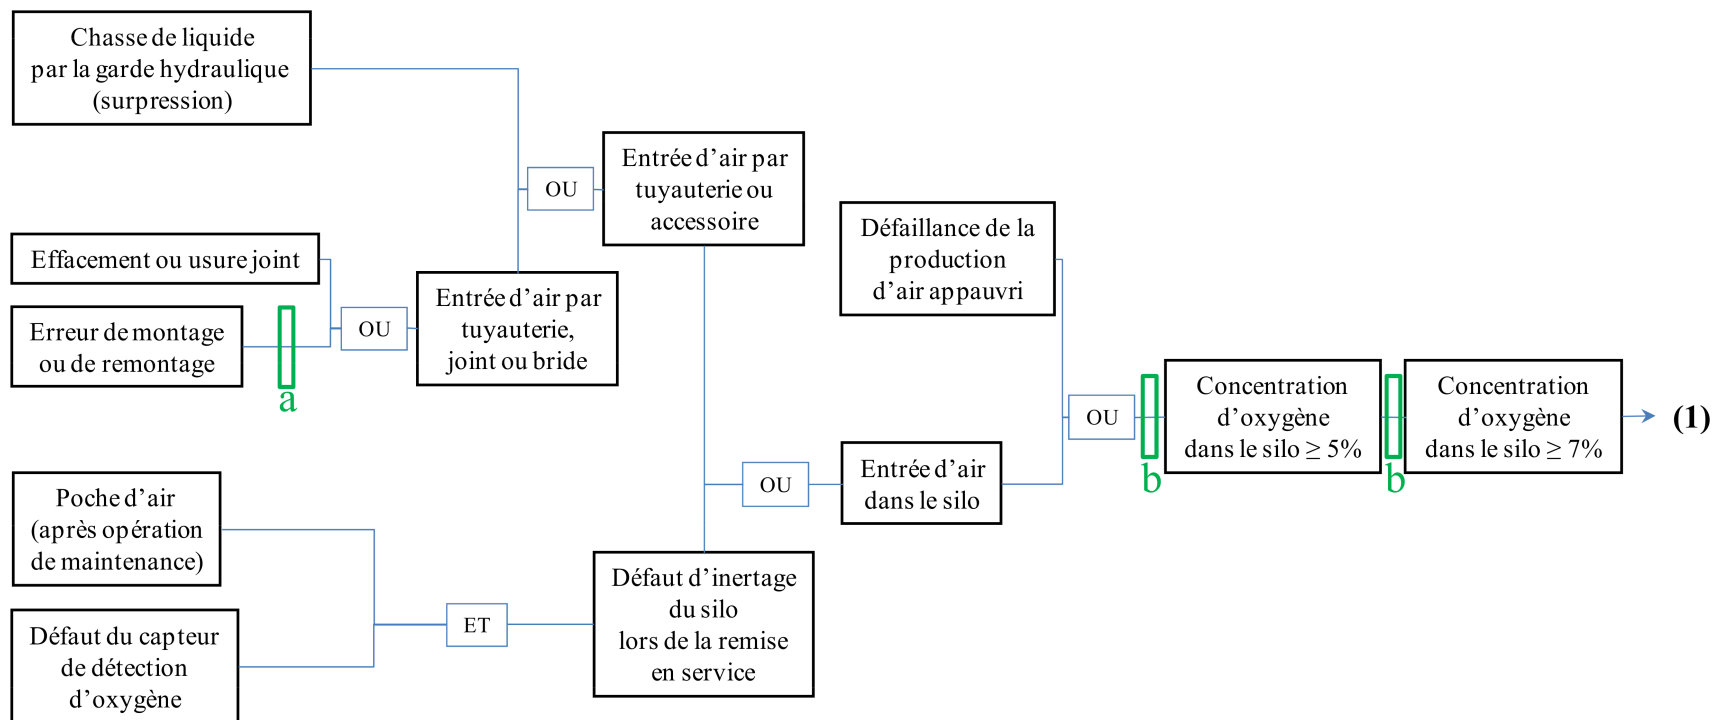 Chasse de liquide
par la garde hydraulique
(surpression)
OU
Entrée d’air par
tuyauterie ou
accessoire
Effacement ou usure joint
Erreur de montage
ou de remontage
a
OU
Entrée d’air par
tuyauterie,
joint ou bride
Défaillance de la
production
d’air appauvri
OU
b
Concentration
d’oxygène
dans le silo ≥ 5%
b
Concentration
d’oxygène
dans le silo ≥ 7%
(1)
OU
Entrée d’air
dans le silo
Poche d’air
(après opération
de maintenance)
Défaut du capteur
de détection
d’oxygène
ET
Défaut d’inertage
du silo
lors de la remise
en service